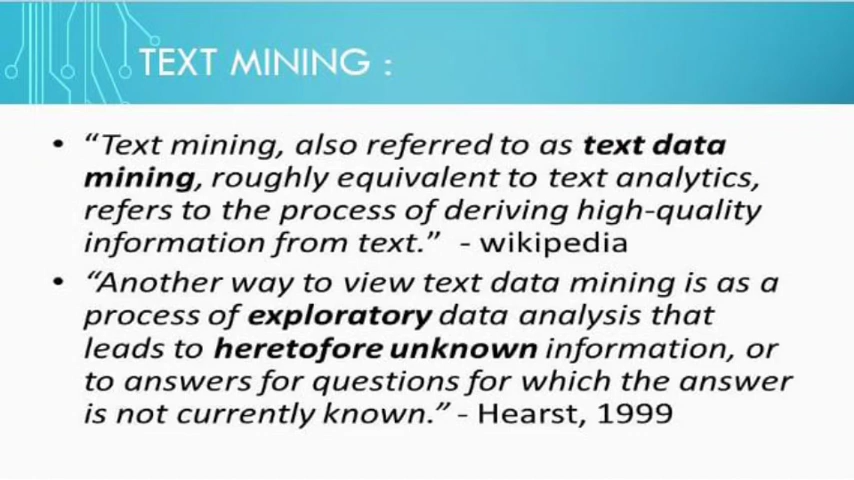 TEXT MINING :
• “Text mining, also referred to as text data
mining, roughly equivalent to text analytics,
refers to the process of deriving high-quality
information from text.” - wikipedia
• “Another way to view text data mining is as a
process of exploratory data analysis that
leads to heretofore unknown information, or
to answers for questions for which the answer
is not currently known.” - Hearst, 1999